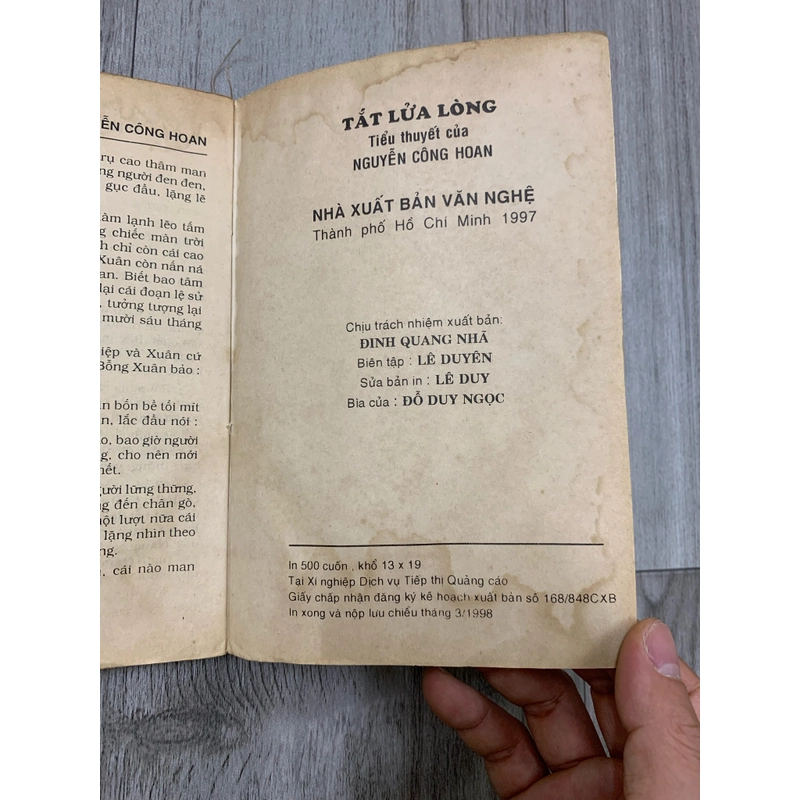 ỄN CÔNG HOAN
rụ cao thâm man
ng người đen đen,
gục đầu, lặng lẽ
âm lạnh lẽo tấm
g chiếc màn trời
h chỉ còn cái cao
Xuân còn nấn ná
an. Biết bao tâm
lại cái đoạn lệ sử
, tưởng tượng lại
mười sáu tháng
iệp và Xuân cứ
Bỗng Xuân bảo :
n bốn bề tối mít
n, lắc đầu nói :
o, bao giờ người
g, cho nên mới
hết.
gười lững thững,
ng đến chân gò,
một lượt nữa cái
lặng nhìn theo
ng.
, cái nào man
TẮT LỬA LÒNG
Tiểu thuyết của
NGUYỄN CÔNG HOAN
NHÀ XUẤT BẢN VĂN NGHỆ
Thành phố Hồ Chí Minh 1997
Chịu trách nhiệm xuất bản:
ĐINH QUANG NHÃ
Biên tập : LÊ DUYÊN
Sửa bản in : LÊ DUY
Bìa của : ĐỖ DUY NGỌC
In 500 cuốn , khổ 13 x 19
Tại Xí nghiệp Dịch vụ Tiếp thị Quảng cáo
Giấy chấp nhận đăng ký kế hoạch xuất bản số 168/848CXB
In xong và nộp lưu chiểu tháng 3/1998